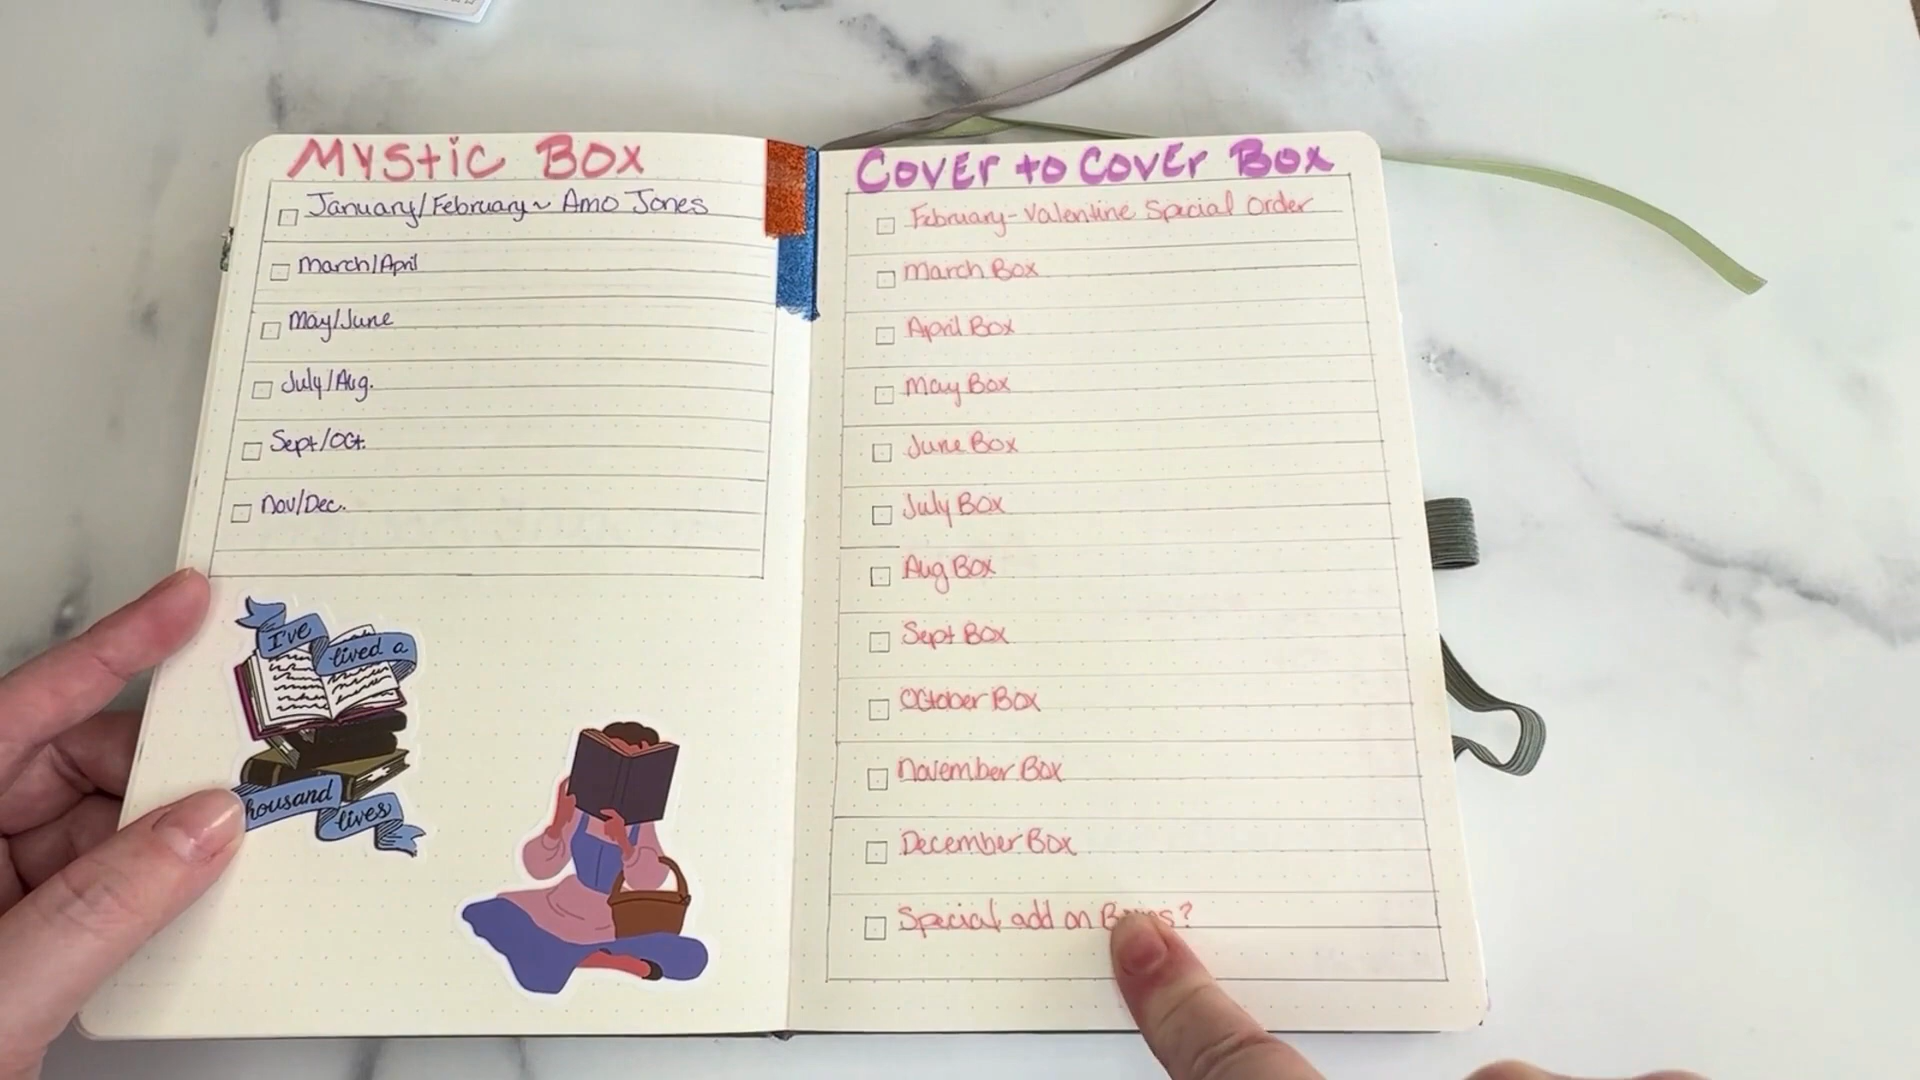 Mystic Box
January/February~ Amo Jones
March/April
May/June
July/Aug.
Sept/Oct.
Nov/Dec.
I've
lived a
housand
lives
Cover to Cover Box
February-Valentine Special Order
March Box
April Box
May Box
June Box
July Box
Aug Box
Sept Box
October Box
November Box
December Box
Special add on